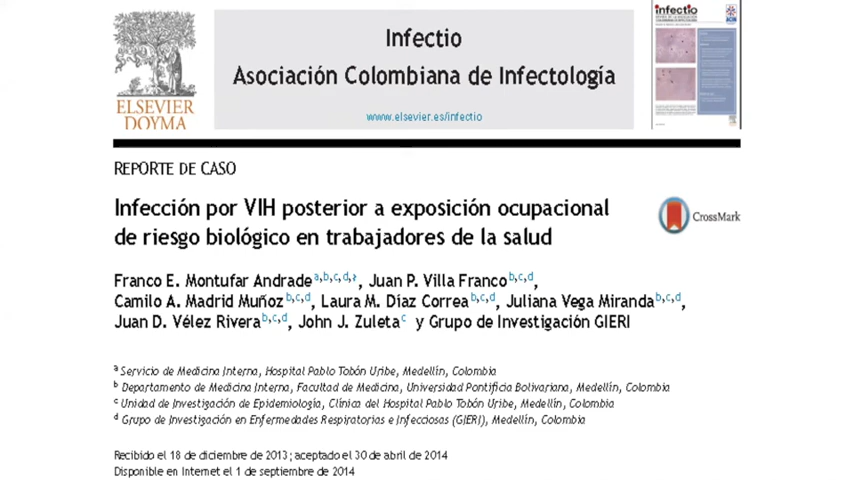 Infectio
Asociación Colombiana de Infectología
www.elsevier.es/infectio
ELSEVIER
DOYMA
infectio
REPORTE DE CASO
Infección por VIH posterior a exposición ocupacional
de riesgo biológico en trabajadores de la salud
CrossMark
Franco E. Montufar Andrade a,b,c,d,*, Juan P. Villa Franco b,c,d,
Camilo A. Madrid Muñoz b,c,d, Laura M. Díaz Correa b,c,d, Juliana Vega Miranda b,c,d,
Juan D. Vélez Rivera b,c,d, John J. Zuleta c y Grupo de Investigación GIERI
a Servicio de Medicina Interna, Hospital Pablo Tobón Uribe, Medellín, Colombia
b Departamento de Medicina Interna, Facultad de Medicina, Universidad Pontificia Bolivariana, Medellín, Colombia
c Unidad de Investigación de Epidemiología, Clínica del Hospital Pablo Tobón Uribe, Medellín, Colombia
d Grupo de Investigación en Enfermedades Respiratorias e Infecciosas (GIERI), Medellín, Colombia
Recibido el 18 de diciembre de 2013; aceptado el 30 de abril de 2014
Disponible en Internet el 1 de septiembre de 2014